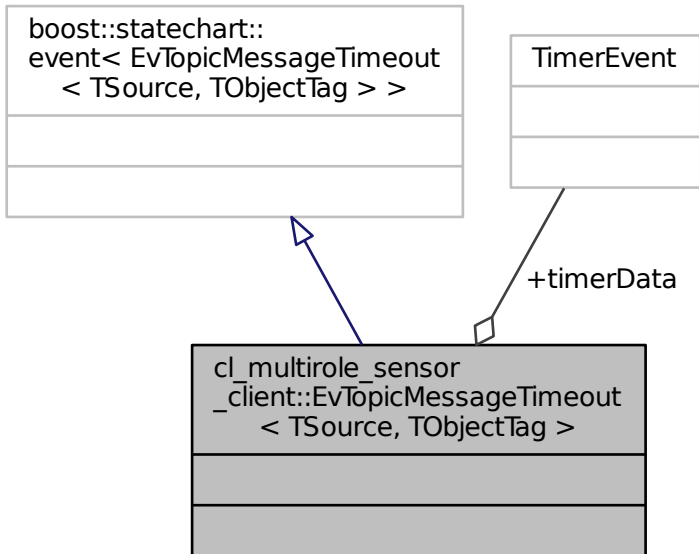 boost::statechart::
event< EvTopicMessageTimeout
< TSource, TObjectTag > >
TimerEvent
+timerData
cl_multirole_sensor
_client::EvTopicMessageTimeout
< TSource, TObjectTag >